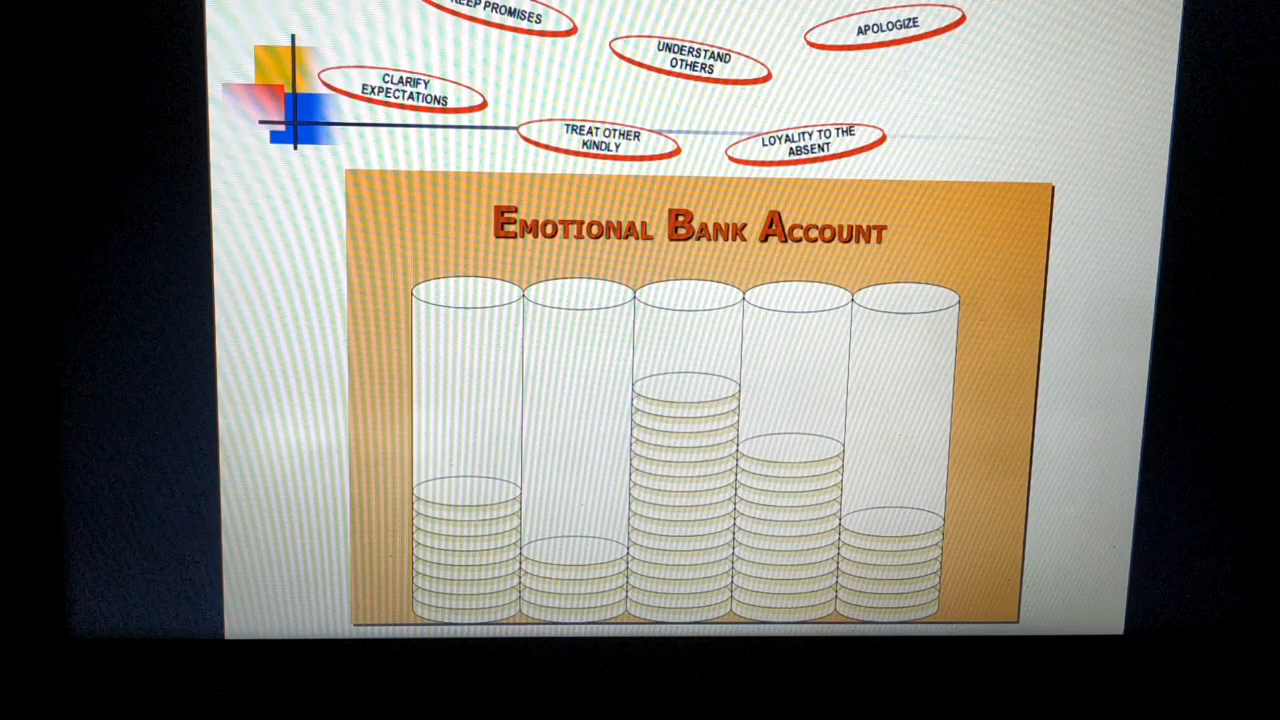 KEEP PROMISES
APOLOGIZE
UNDERSTAND
OTHERS
CLARIFY
EXPECTATIONS
TREAT OTHER
KINDLY
LOYALITY TO THE
ABSENT
EMOTIONAL BANK ACCOUNT